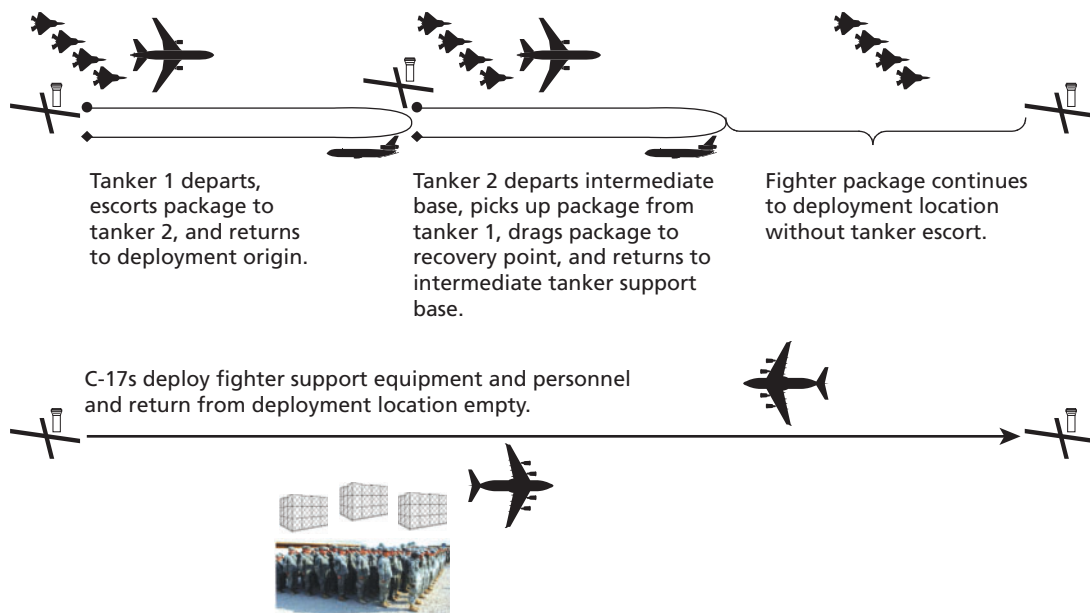 Tanker 1 departs,
escorts package to
tanker 2, and returns
to deployment origin.
Tanker 2 departs intermediate
base, picks up package from
tanker 1, drags package to
recovery point, and returns to
intermediate tanker support
base.
Fighter package continues
to deployment location
without tanker escort.
C-17s deploy fighter support equipment and personnel
and return from deployment location empty.